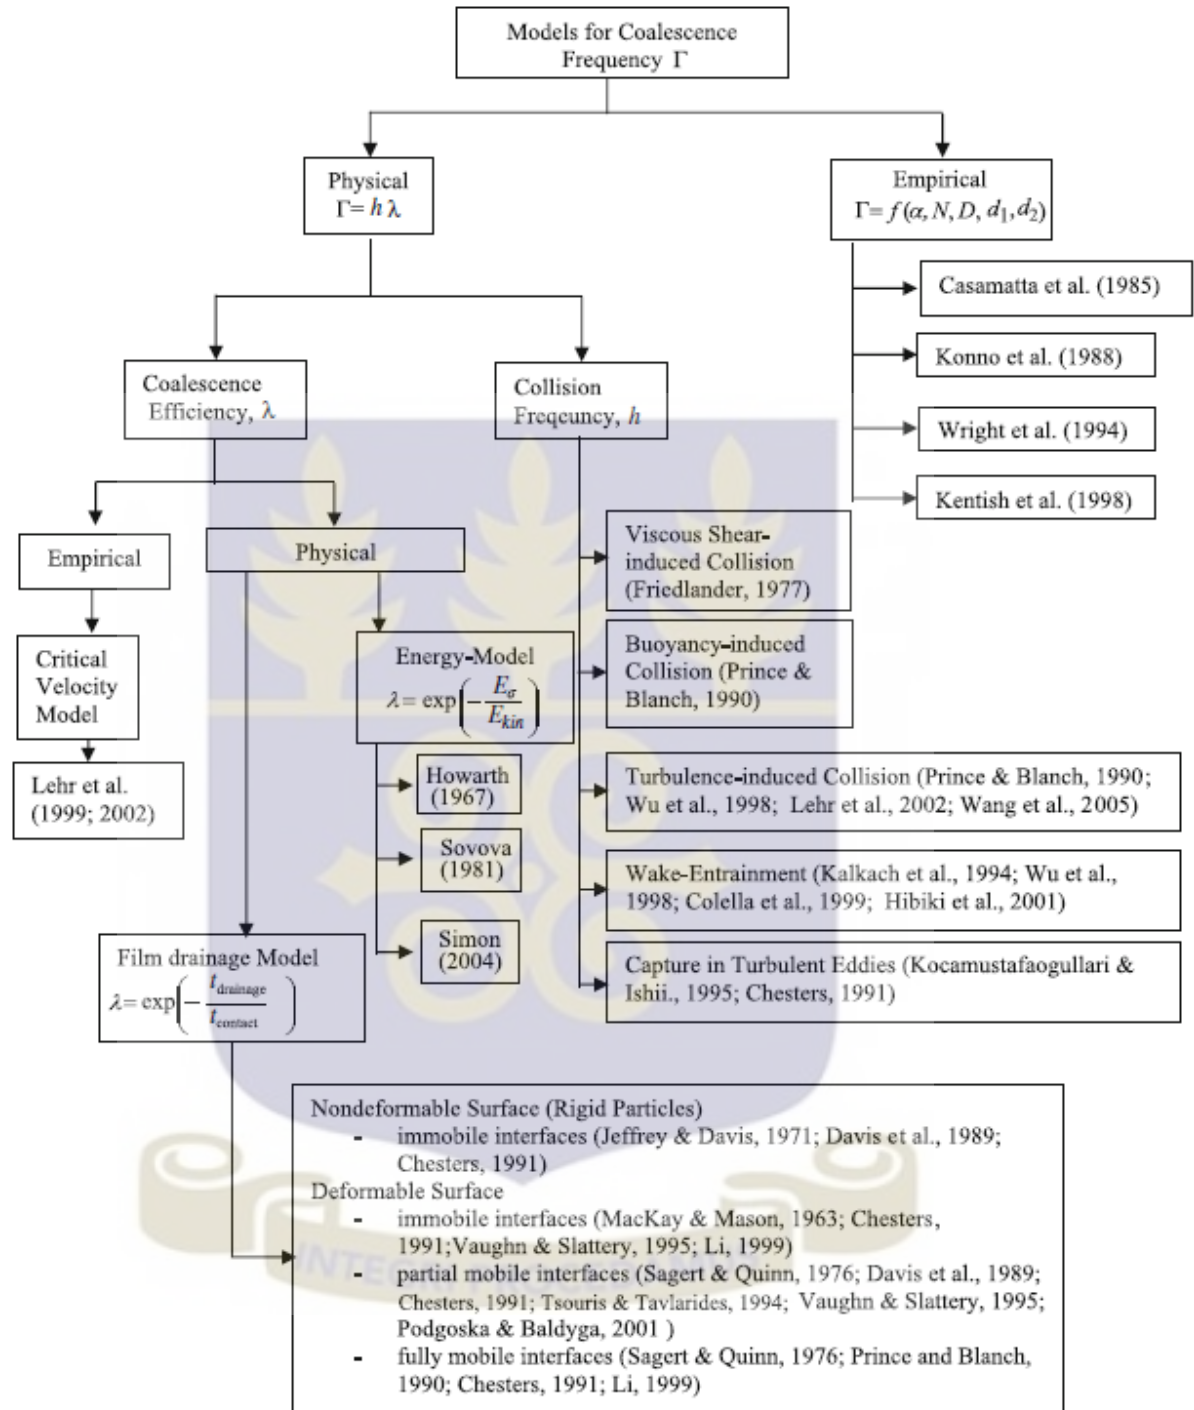 Models for Coalescence
Frequency Γ
Physical
Γ= h λ
Empirical
Γ= f(α, N, D, d₁, d₂)
Casamatta et al. (1985)
Konno et al. (1988)
Wright et al. (1994)
Kentish et al. (1998)
Coalescence
Efficiency, λ
Collision
Freqeuncy, h
Empirical
Physical
Critical
Velocity
Model
Lehr et al.
(1999; 2002)
Energy-Model
λ= exp(−E_σ/E_kin)
Howarth
(1967)
Sovova
(1981)
Simon
(2004)
Viscous Shear-
induced Collision
(Friedlander, 1977)
Buoyancy-induced
Collision (Prince &
Blanch, 1990)
Turbulence-induced Collision (Prince & Blanch, 1990;
Wu et al., 1998; Lehr et al., 2002; Wang et al., 2005)
Wake-Entrainment (Kalkach et al., 1994; Wu et al.,
1998; Colella et al., 1999; Hibiki et al., 2001)
Capture in Turbulent Eddies (Kocamustafaogullari &
Ishii., 1995; Chesters, 1991)
Film drainage Model
λ= exp(−t_drainage/t_contact)
Nondeformable Surface (Rigid Particles)
- immobile interfaces (Jeffrey & Davis, 1971; Davis et al., 1989;
Chesters, 1991)
Deformable Surface
- immobile interfaces (MacKay & Mason, 1963; Chesters,
1991;Vaughn & Slattery, 1995; Li, 1999)
- partial mobile interfaces (Sagert & Quinn, 1976; Davis et al., 1989;
Chesters, 1991; Tsouris & Tavlarides, 1994; Vaughn & Slattery, 1995;
Podgoska & Baldyga, 2001 )
- fully mobile interfaces (Sagert & Quinn, 1976; Prince and Blanch,
1990; Chesters, 1991; Li, 1999)
INTEGRI PROCEDAMUS